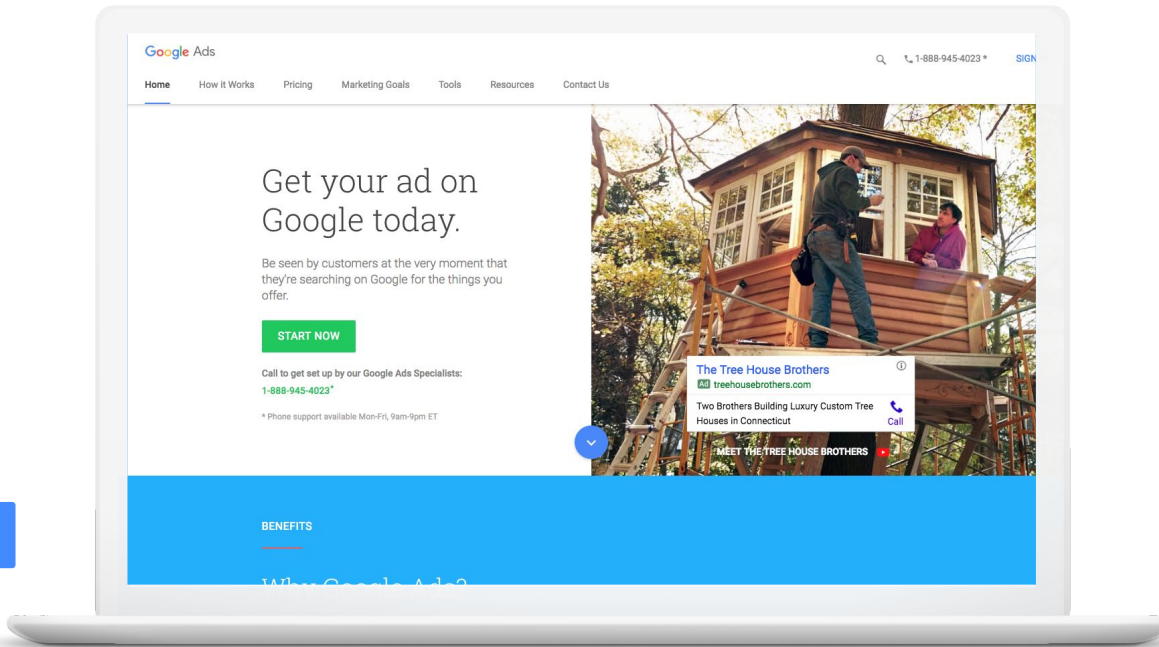 Google Ads
1-888-945-4023 *
SIGN
Home
How it Works
Pricing
Marketing Goals
Tools
Resources
Contact Us
Get your ad on
Google today.
Be seen by customers at the very moment that
they're searching on Google for the things you
offer.
START NOW
Call to get set up by our Google Ads Specialists:
1-888-945-4023*
* Phone support available Mon-Fri, 9am-9pm ET
The Tree House Brothers
Ad treehousebrothers.com
Two Brothers Building Luxury Custom Tree
Houses in Connecticut
Call
MEET THE TREE HOUSE BROTHERS
BENEFITS
Why Google Ads?